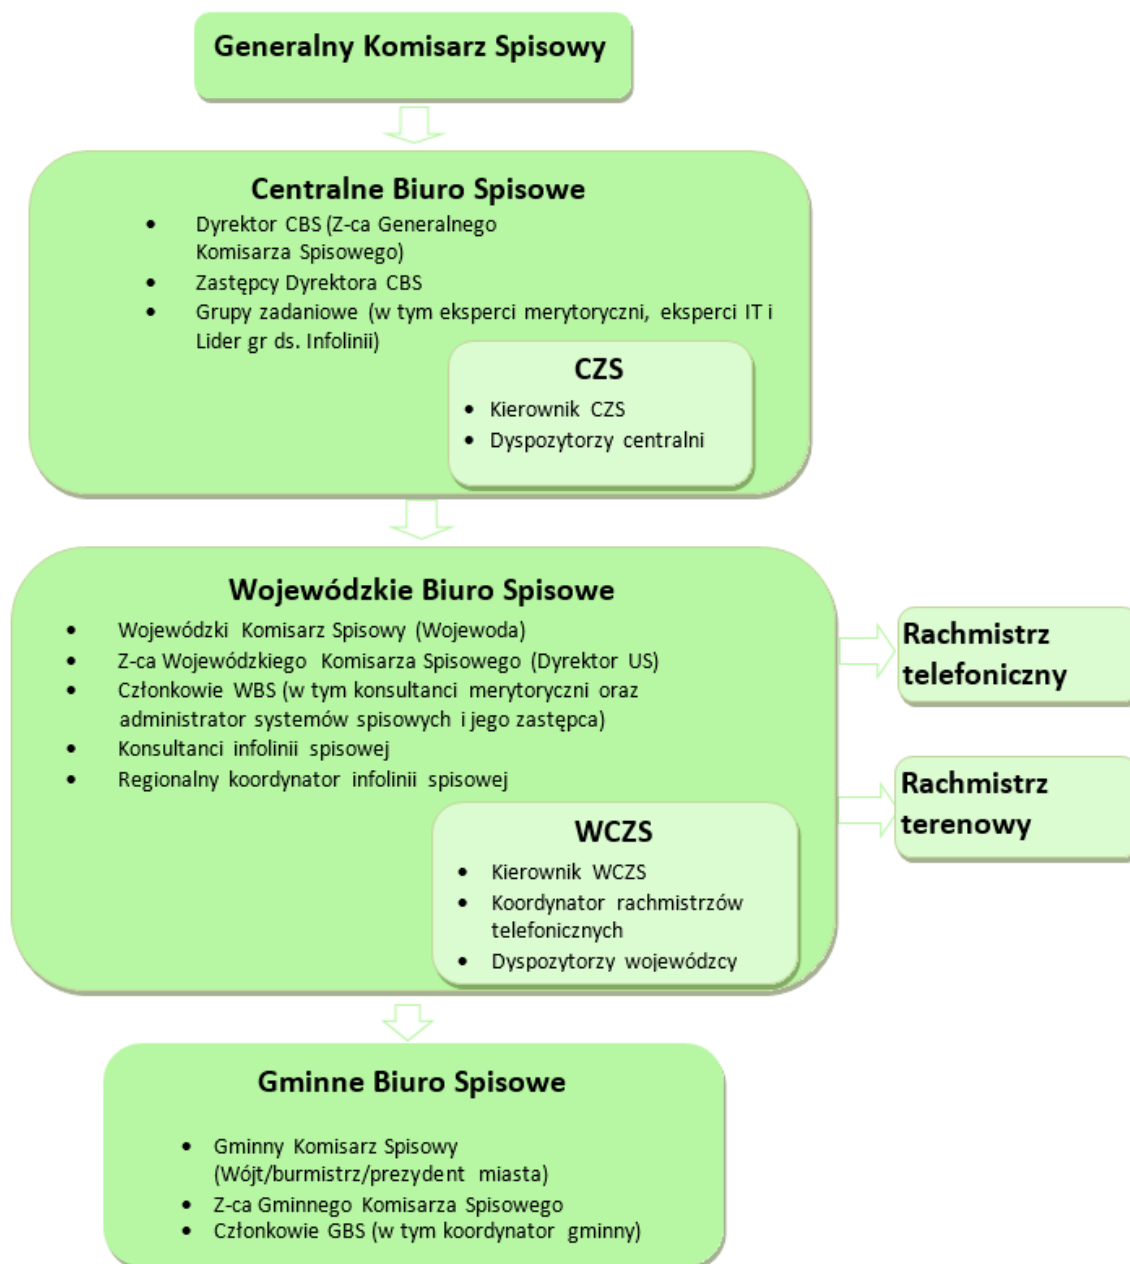 Generalny Komisarz Spisowy
Centralne Biuro Spisowe
• Dyrektor CBS (Z-ca Generalnego
Komisarza Spisowego)
• Zastępcy Dyrektora CBS
• Grupy zadaniowe (w tym eksperci merytoryczni, eksperci IT i
Lider gr ds. Infolinii)
CZS
• Kierownik CZS
• Dyspozytorzy centralni
Wojewódzkie Biuro Spisowe
• Wojewódzki Komisarz Spisowy (Wojewoda)
• Z-ca Wojewódzkiego Komisarza Spisowego (Dyrektor US)
• Członkowie WBS (w tym konsultanci merytoryczni oraz
administrator systemów spisowych i jego zastępca)
• Konsultanci infolinii spisowej
• Regionalny koordynator infolinii spisowej
WCZS
• Kierownik WCZS
• Koordynator rachmistrzów
telefonicznych
• Dyspozytorzy wojewódzcy
Rachmistrz
telefoniczny
Rachmistrz
terenowy
Gminne Biuro Spisowe
• Gminny Komisarz Spisowy
(Wójt/burmistrz/prezydent miasta)
• Z-ca Gminnego Komisarza Spisowego
• Członkowie GBS (w tym koordynator gminny)